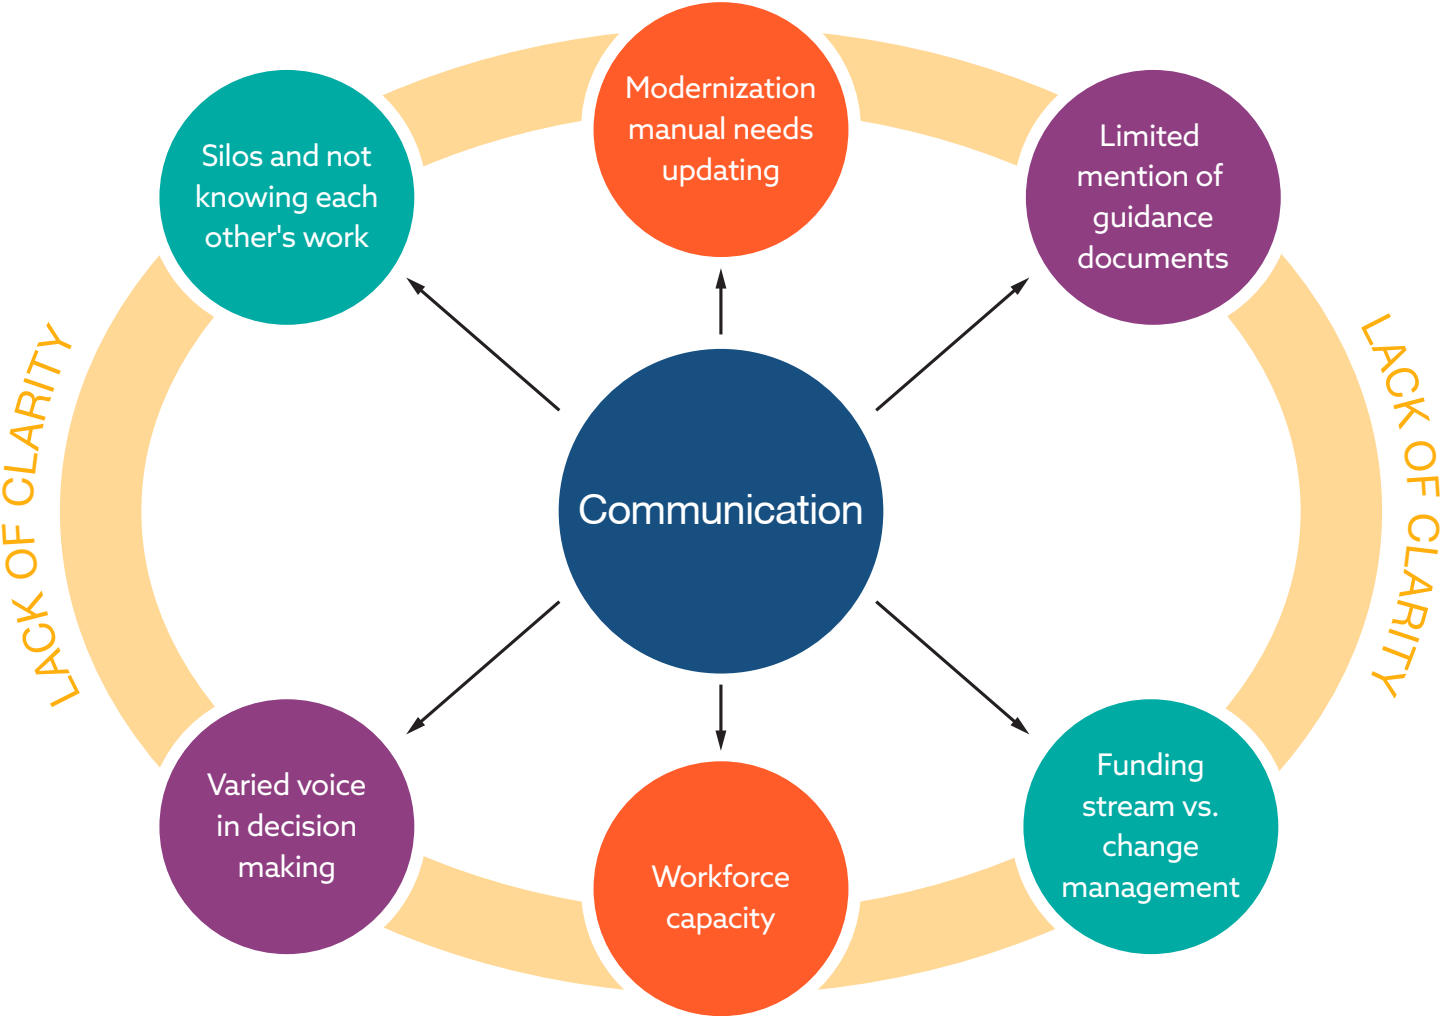 Modernization
manual needs
updating
Silos and not
knowing each
other's work
Limited
mention of
guidance
documents
LACK OF CLARITY
Communication
LACK OF CLARITY
Varied voice
in decision
making
Workforce
capacity
Funding
stream vs.
change
management